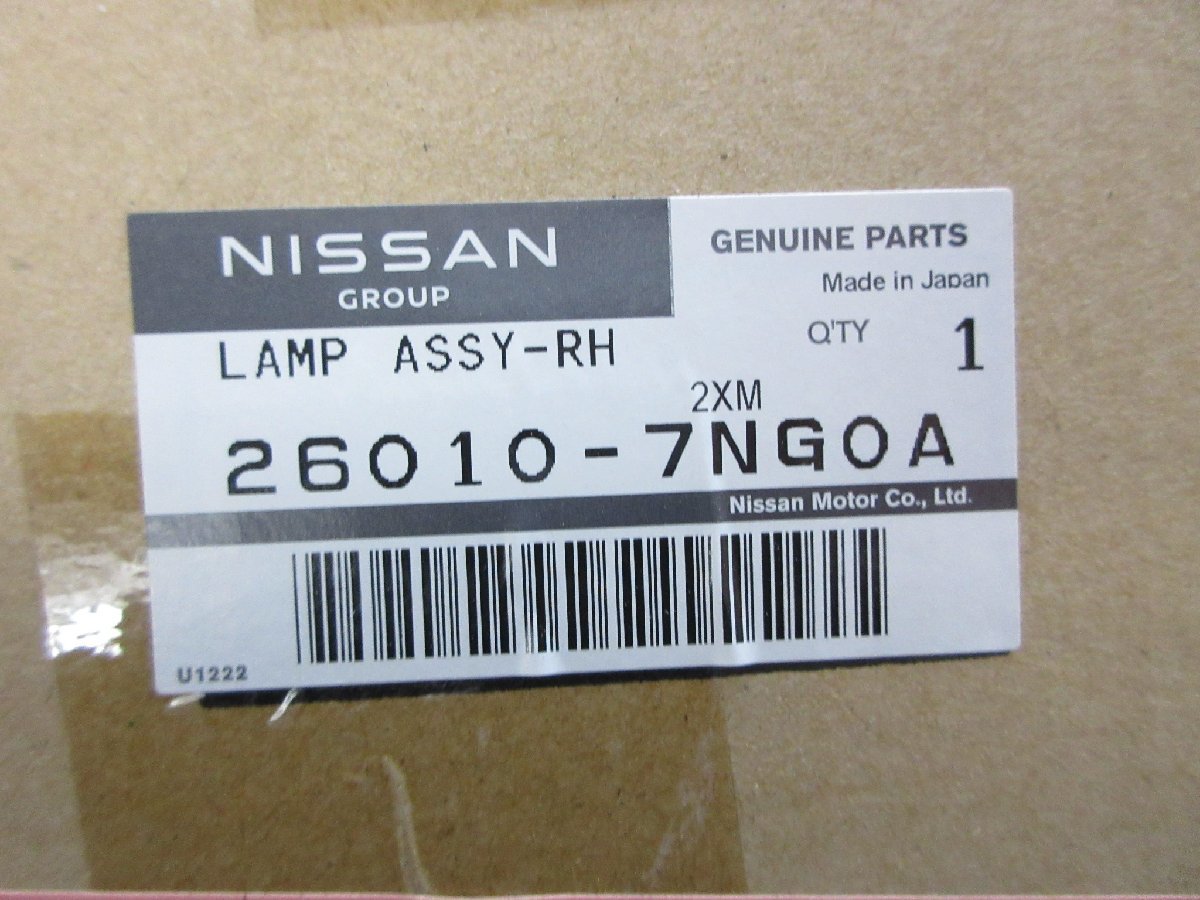 NISSAN
GROUP
GENUINE PARTS
Made in Japan
LAMP ASSY-RH
Q'TY 1
2XM
26010-7NG0A
Nissan Motor Co., Ltd.
U1222